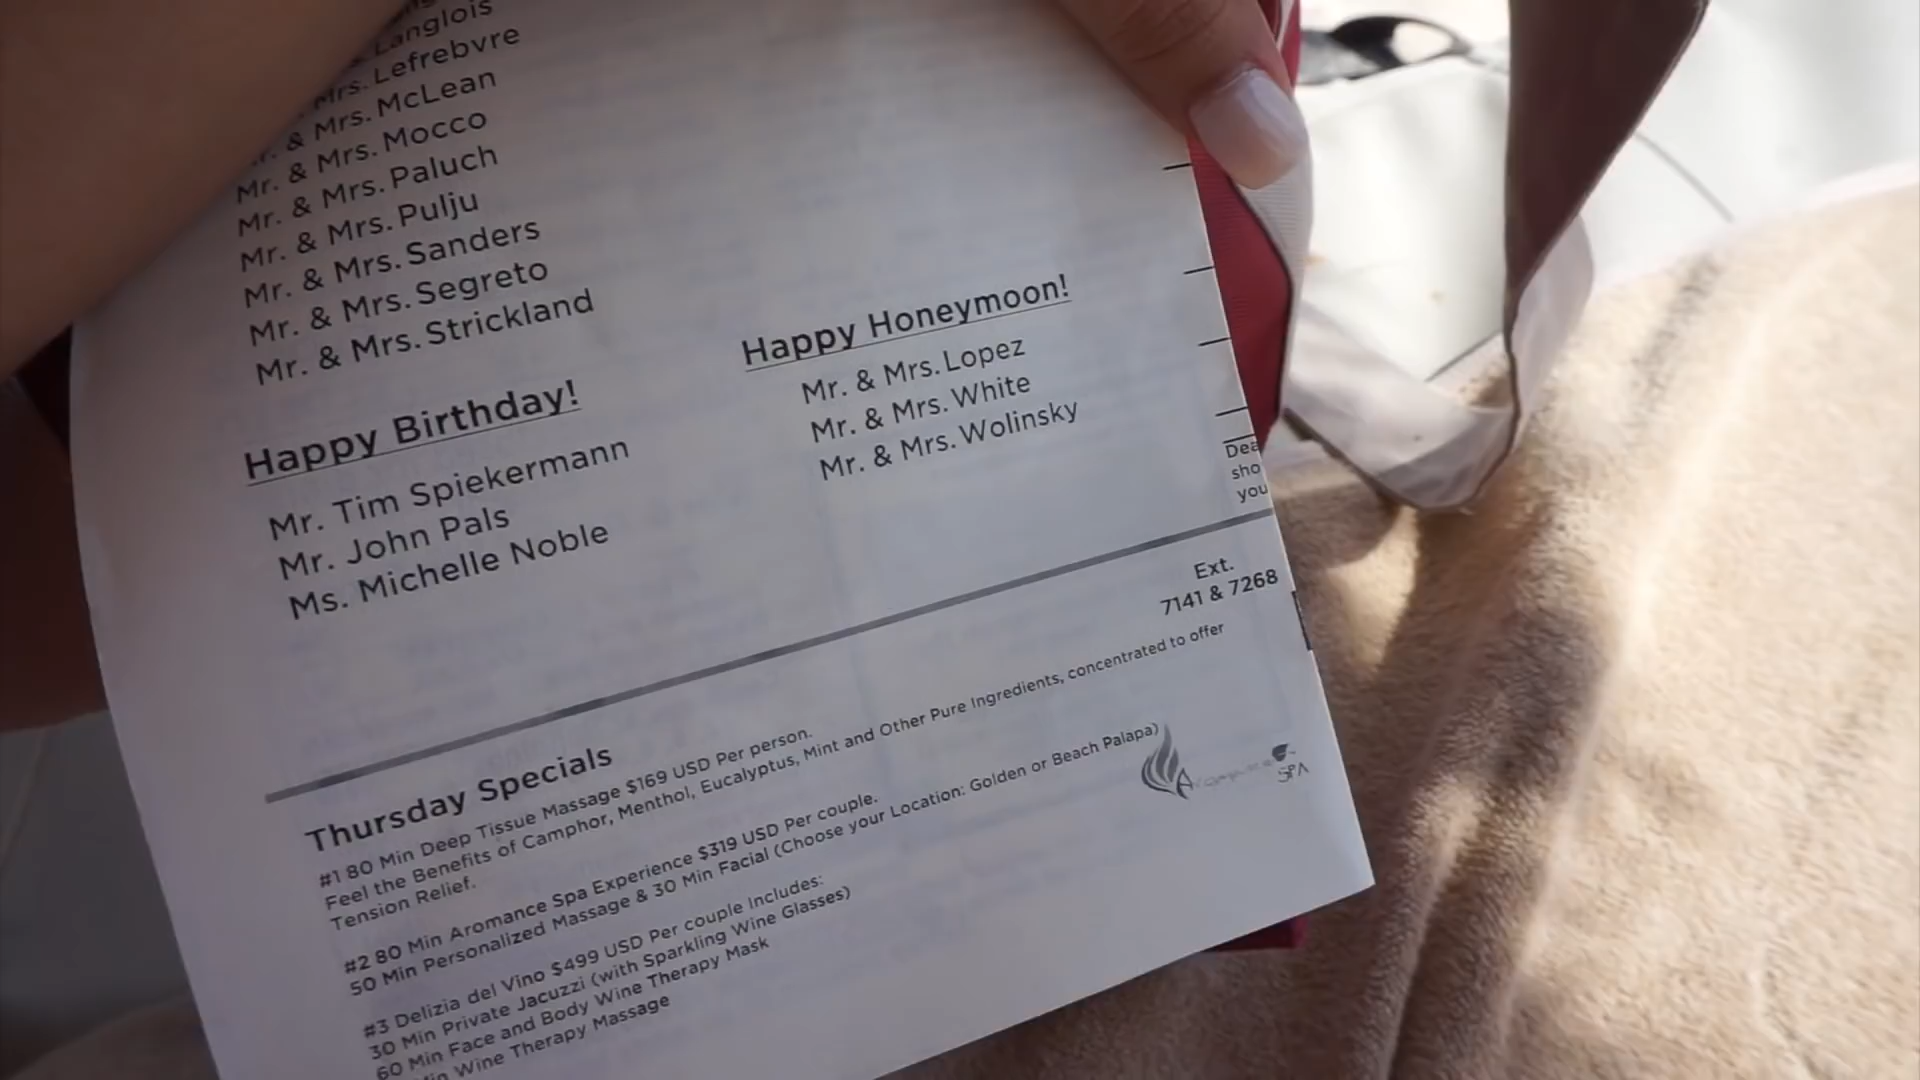 Langlois
Mrs. Lefrebvre
& Mrs. McLean
Mr. & Mrs. Mocco
Mr. & Mrs. Paluch
Mr. & Mrs. Pulju
Mr. & Mrs. Sanders
Mr. & Mrs. Segreto
Mr. & Mrs. Strickland
Happy Birthday!
Mr. Tim Spiekermann
Mr. John Pals
Ms. Michelle Noble
Happy Honeymoon!
Mr. & Mrs. Lopez
Mr. & Mrs. White
Mr. & Mrs. Wolinsky
Dea
sho
you
Ext.
7141 & 7268
Thursday Specials
#1 80 Min Deep Tissue Massage $169 USD Per person.
Feel the Benefits of Camphor, Menthol, Eucalyptus, Mint and Other Pure Ingredients, concentrated to offer
Tension Relief.
#2 80 Min Aromance Spa Experience $319 USD Per couple.
50 Min Personalized Massage & 30 Min Facial (Choose your Location: Golden or Beach Palapa)
#3 Delizia del Vino $499 USD Per couple Includes:
30 Min Private Jacuzzi (with Sparkling Wine Glasses)
60 Min Face and Body Wine Therapy Mask
Wine Therapy Massage
SPA